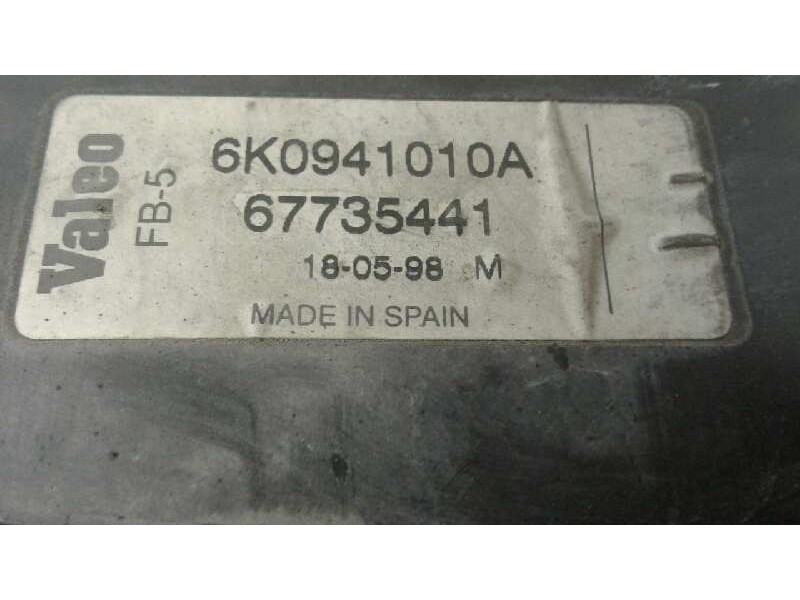 Valeo
FB-5
6K0941010A
67735441
18-05-98 M
MADE IN SPAIN